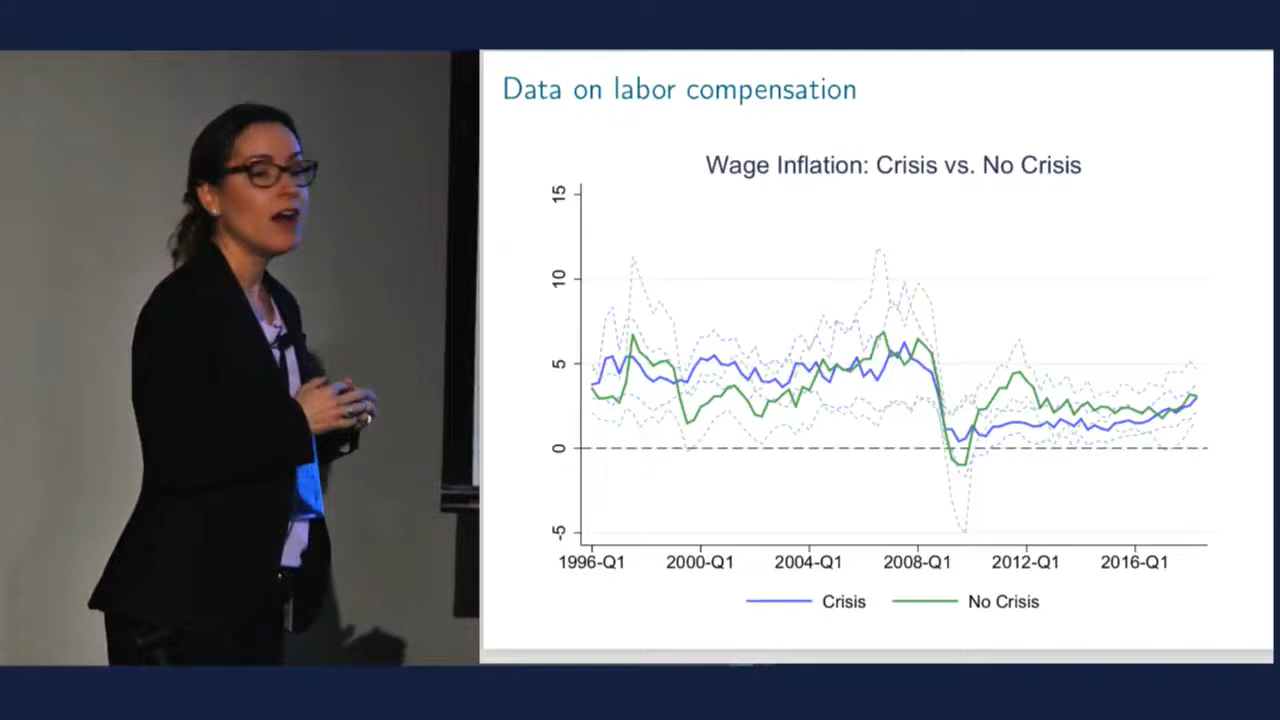 Data on labor compensation
Wage Inflation: Crisis vs. No Crisis
15
10
5
0
-5
1996-Q1 2000-Q1 2004-Q1 2008-Q1 2012-Q1 2016-Q1
Crisis No Crisis